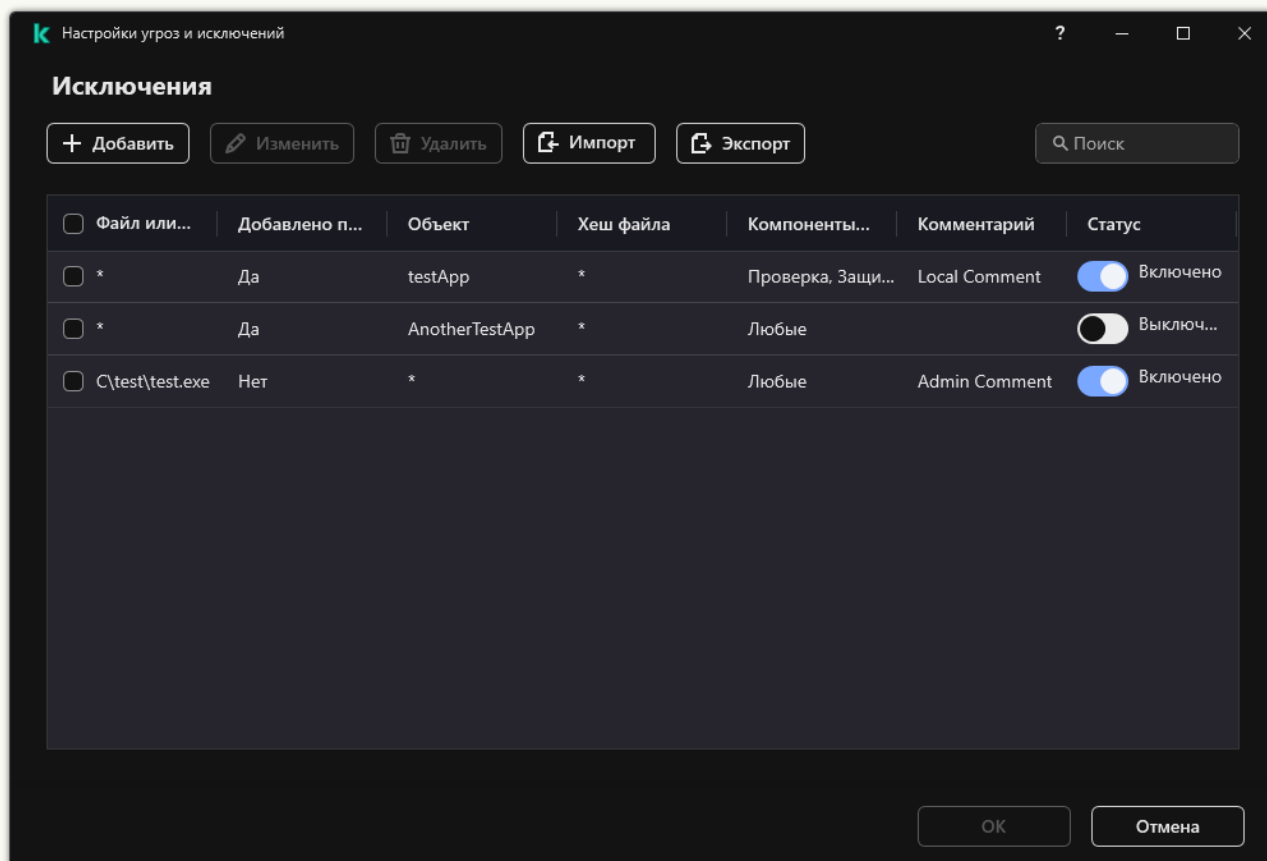 Настройки угроз и исключений ?
Исключения
Добавить Изменить Удалить Импорт Экспорт Поиск
Файл или... Добавлено п... Объект Хеш файла Компоненты... Комментарий Статус
* Да testApp * Проверка, Защи... Local Comment Включено
* Да AnotherTestApp * Любые Выключ...
C\test\test.exe Нет * * Любые Admin Comment Включено
ОК Отмена